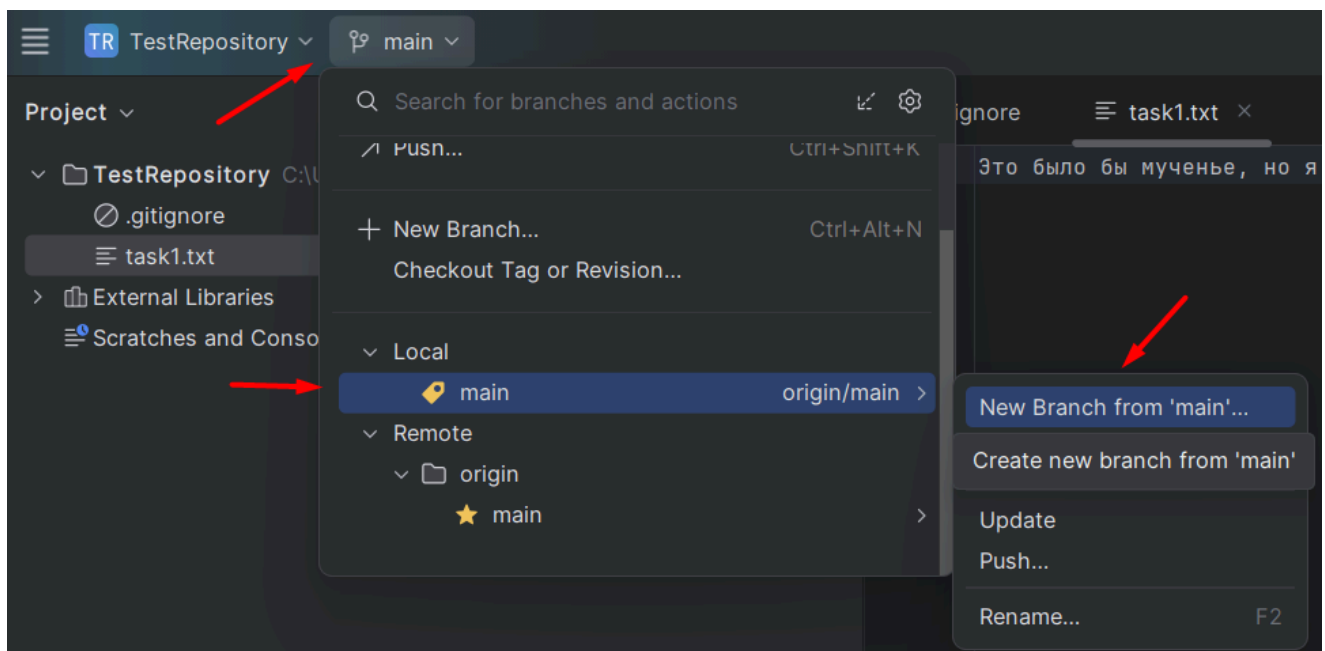 TR TestRepository main
Project
Search for branches and actions
ignore
task1.txt
Push... Ctrl+Shift+K
TestRepository C:\
Это было бы мученье, но я
.gitignore
New Branch... Ctrl+Alt+N
task1.txt
Checkout Tag or Revision...
External Libraries
Scratches and Conso
Local
main origin/main
New Branch from 'main'...
Remote
Create new branch from 'main'
origin
main
Update
Push...
Rename... F2